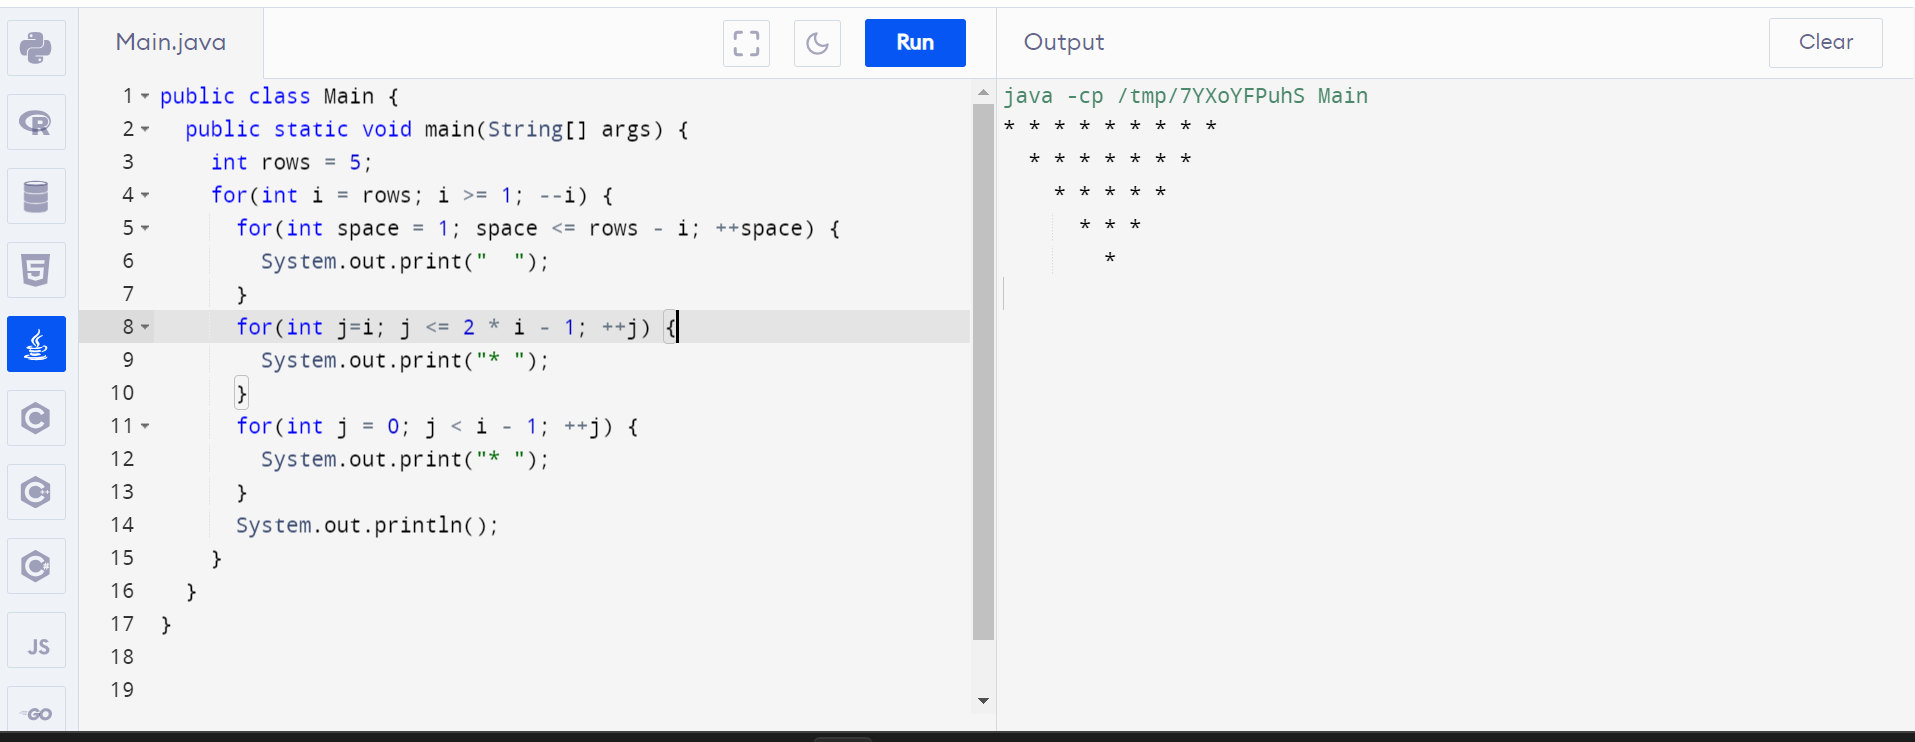 Main.java
Run
Output
Clear
1 public class Main {
2   public static void main(String[] args) {
3     int rows = 5;
4     for(int i = rows; i >= 1; --i) {
5       for(int space = 1; space <= rows - i; ++space) {
6         System.out.print("  ");
7       }
8       for(int j=i; j <= 2 * i - 1; ++j) {
9         System.out.print("* ");
10       }
11       for(int j = 0; j < i - 1; ++j) {
12         System.out.print("* ");
13       }
14       System.out.println();
15     }
16   }
17 }
18
19
java -cp /tmp/7YXoYFPuhS Main
* * * * * * * * *
  * * * * * * *
    * * * * *
      * * *
        *
R
5
C
C++
C#
JS
GO